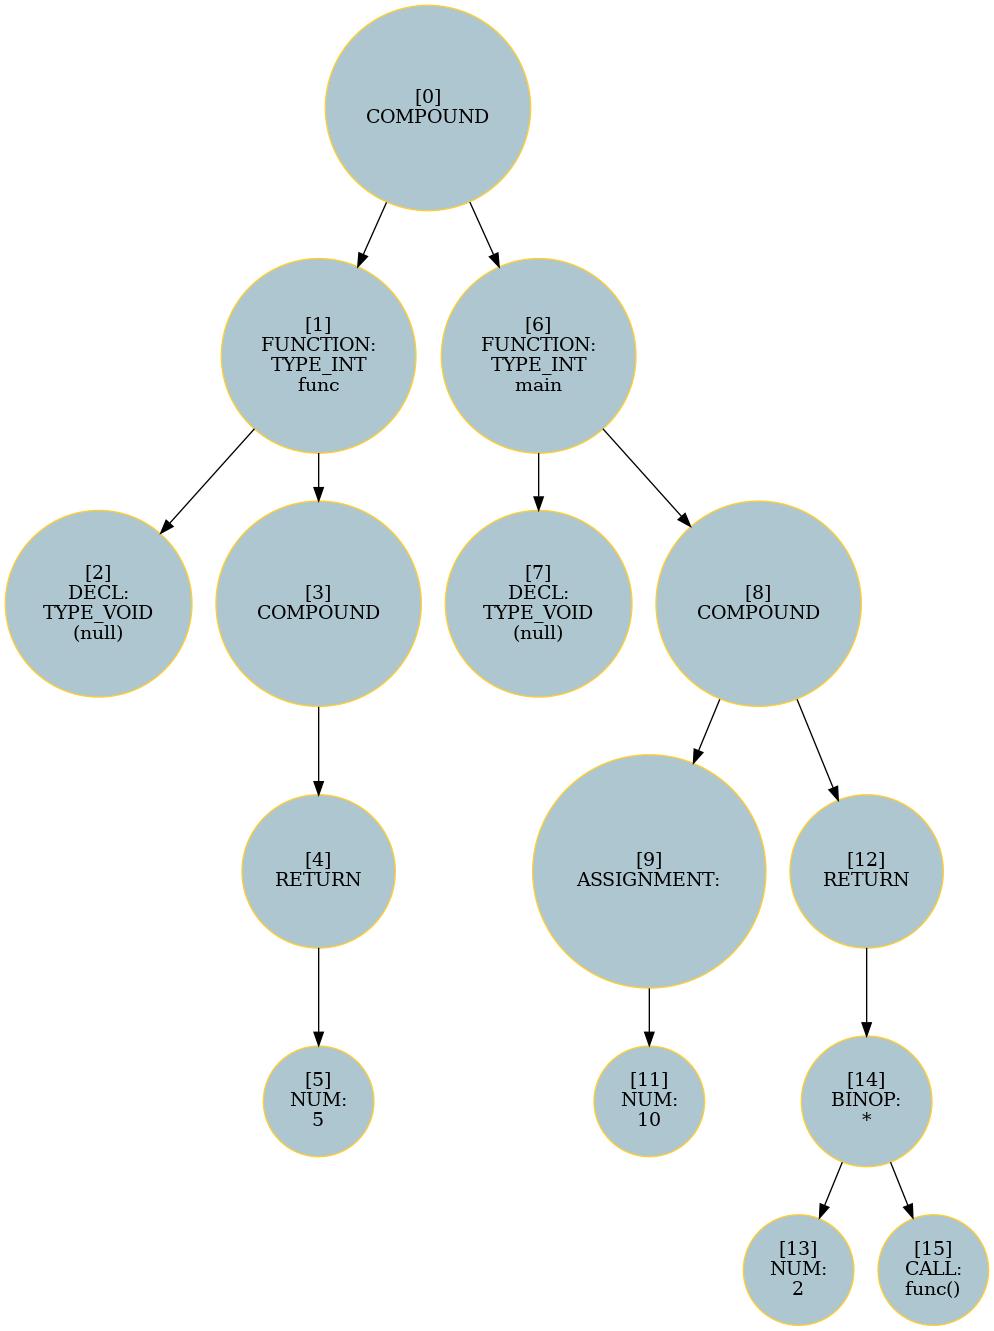 [0]
COMPOUND
[1]
FUNCTION:
TYPE_INT
func
[6]
FUNCTION:
TYPE_INT
main
[2]
DECL:
TYPE_VOID
(null)
[3]
COMPOUND
[7]
DECL:
TYPE_VOID
(null)
[8]
COMPOUND
[4]
RETURN
[9]
ASSIGNMENT:
[12]
RETURN
[5]
NUM:
5
[11]
NUM:
10
[14]
BINOP:
*
[13]
NUM:
2
[15]
CALL:
func()